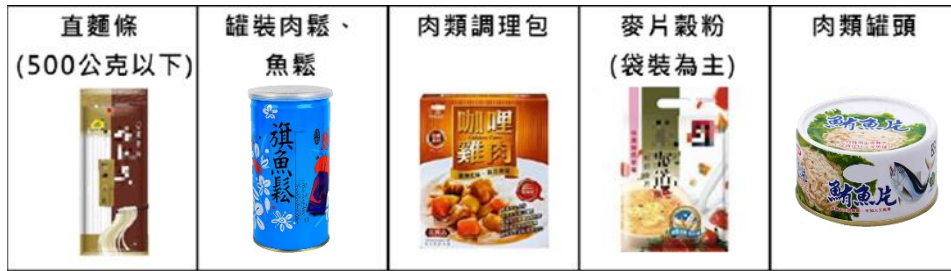 直麵條
(500公克以下)
罐裝肉鬆、
魚鬆
肉類調理包
麥片穀粉
(袋裝為主)
肉類罐頭
旗魚鬆
咖哩
雞肉
鮪魚片
鮪魚片